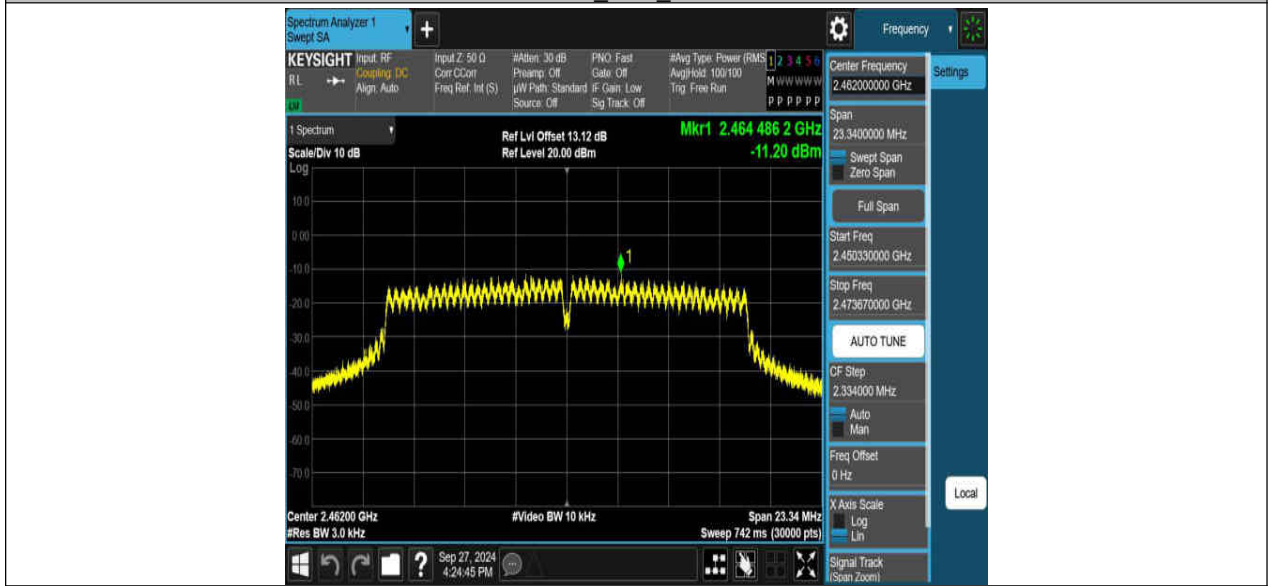 Spectrum Analyzer 1
Swept SA
+
Frequency
KEYSIGHT
RL
Input: RF
Coupling: DC
Align: Auto
Input Z: 50 Ω
Corr CCorr
Freq Ref: Int (S)
#Atten: 30 dB
Preamp: Off
µW Path: Standard
Source: Off
PNO: Fast
Gate: Off
IF Gain: Low
Sig Track: Off
#Avg Type: Power (RMS
Avg|Hold: 100/100
Trig: Free Run
1 2 3 4 5 6
M W W W W W
P P P P P P
1 Spectrum
Scale/Div 10 dB
Log
Ref Lvl Offset 13.12 dB
Ref Level 20.00 dBm
Mkr1 2.464 486 2 GHz
-11.20 dBm
10.0
0.00
-10.0
-20.0
-30.0
-40.0
-50.0
-60.0
-70.0
1
Center 2.46200 GHz
#Res BW 3.0 kHz
#Video BW 10 kHz
Span 23.34 MHz
Sweep 742 ms (30000 pts)
Sep 27, 2024
4:24:45 PM
Center Frequency
2.462000000 GHz
Settings
Span
23.3400000 MHz
Swept Span
Zero Span
Full Span
Start Freq
2.450330000 GHz
Stop Freq
2.473670000 GHz
AUTO TUNE
CF Step
2.334000 MHz
Auto
Man
Freq Offset
0 Hz
X Axis Scale
Log
Lin
Local
Signal Track
(Span Zoom)